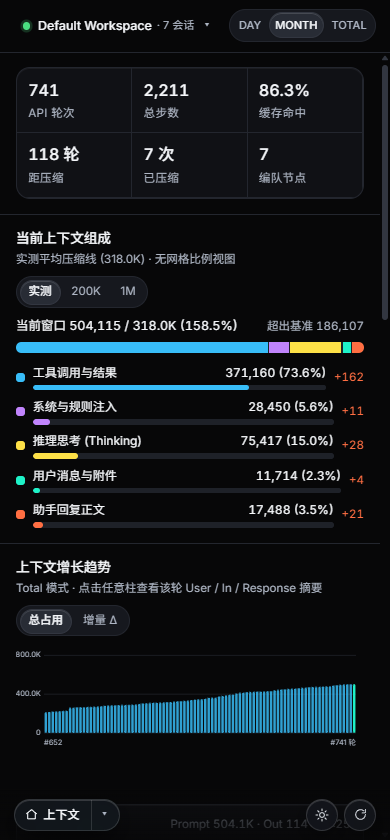 Default Workspace · 7 会话 ▾ DAY MONTH TOTAL
741 2,211 86.3%
API 轮次 总步数 缓存命中
118 轮 7 次 7
距压缩 已压缩 编队节点
当前上下文组成
实测平均压缩线 (318.0K) · 无网格比例视图
实测 200K 1M
当前窗口 504,115 / 318.0K (158.5%) 超出基准 186,107
工具调用与结果 371,160 (73.6%) +162
系统与规则注入 28,450 (5.6%) +11
推理思考 (Thinking) 75,417 (15.0%) +28
用户消息与附件 11,714 (2.3%) +4
助手回复正文 17,488 (3.5%) +21
上下文增长趋势
Total 模式 · 点击任意柱查看该轮 User / In / Response 摘要
总占用 增量 Δ
800.0K
400.0K
0
#652 #741 轮
上下文 ▾ Prompt 504.1K · Out 114